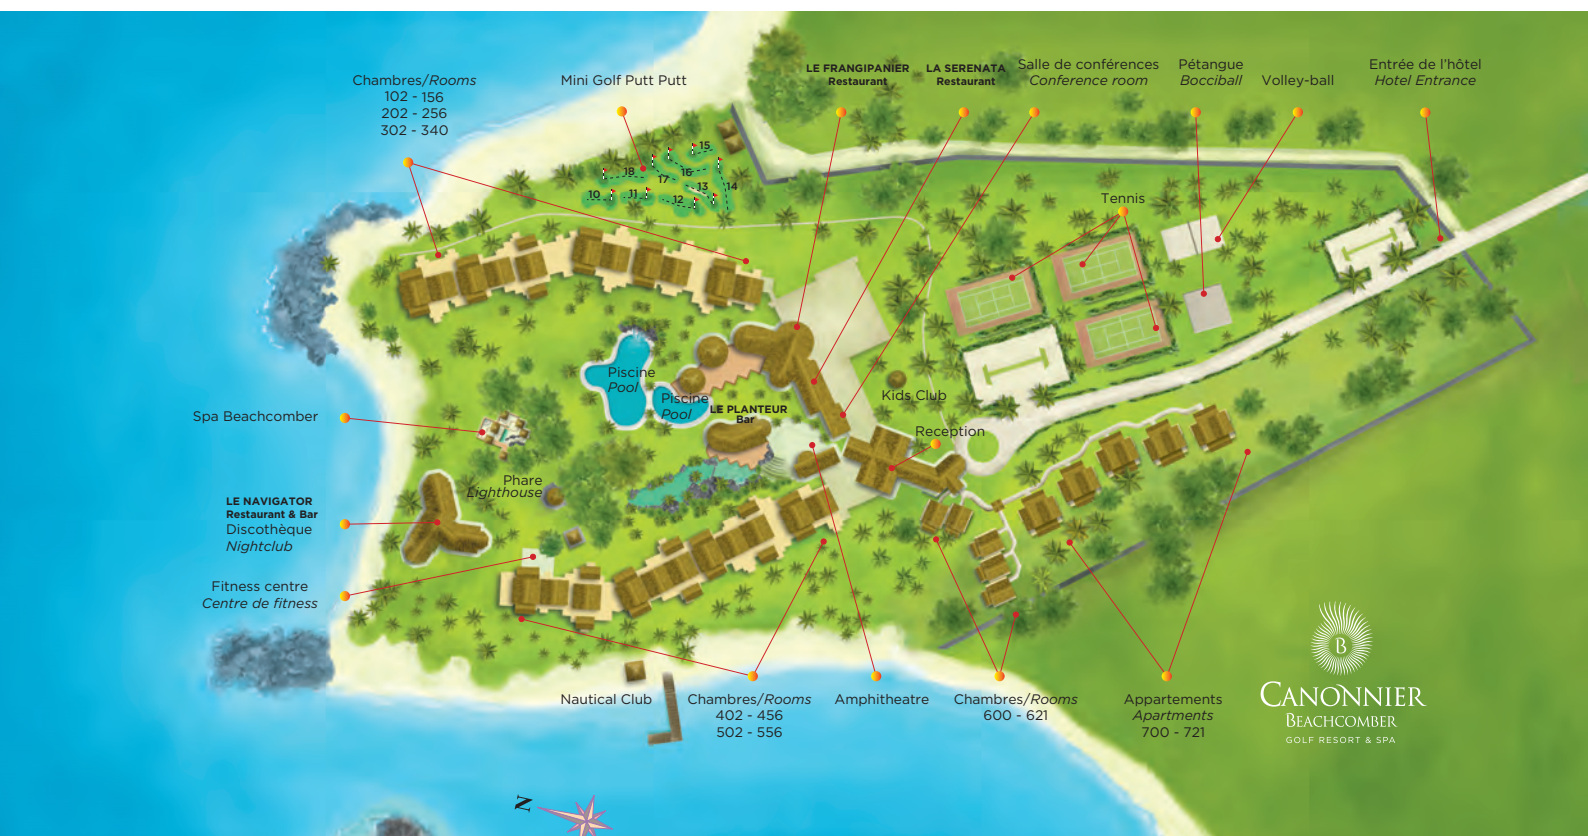 Chambres/Rooms
102 - 156
202 - 256
302 - 340
Mini Golf Putt Putt
LE FRANGIPANIER
Restaurant
LA SERENATA
Restaurant
Salle de conférences
Conference room
Pétangue
Bocciball
Volley-ball
Entrée de l'hôtel
Hotel Entrance
15
18
16
17
13
14
10
11
12
Tennis
Piscine
Pool
Piscine
Pool
LE PLANTEUR
Bar
Kids Club
Reception
Spa Beachcomber
Phare
Lighthouse
LE NAVIGATOR
Restaurant & Bar
Discothèque
Nightclub
Fitness centre
Centre de fitness
Nautical Club
Chambres/Rooms
402 - 456
502 - 556
Amphitheatre
Chambres/Rooms
600 - 621
Appartements
Apartments
700 - 721
B
CANONNIER
BEACHCOMBER
GOLF RESORT & SPA
N